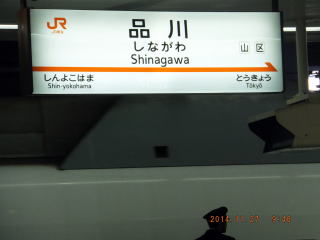 JR
品川
しながわ
Shinagawa
山 区
しんよこはま
Shin-yokohama
とうきょう
Tōkyō